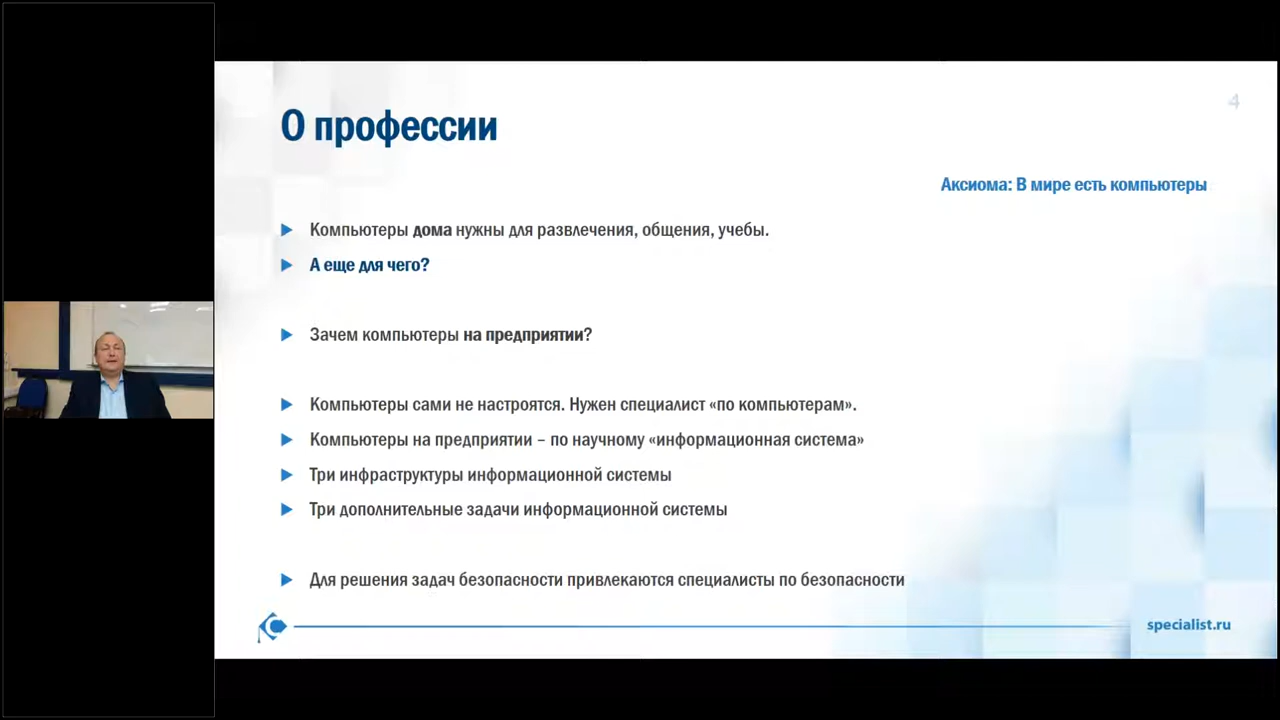 4
О профессии
Аксиома: В мире есть компьютеры
Компьютеры дома нужны для развлечения, общения, учебы.
А еще для чего?
Зачем компьютеры на предприятии?
Компьютеры сами не настроятся. Нужен специалист «по компьютерам».
Компьютеры на предприятии – по научному «информационная система»
Три инфраструктуры информационной системы
Три дополнительные задачи информационной системы
Для решения задач безопасности привлекаются специалисты по безопасности
specialist.ru